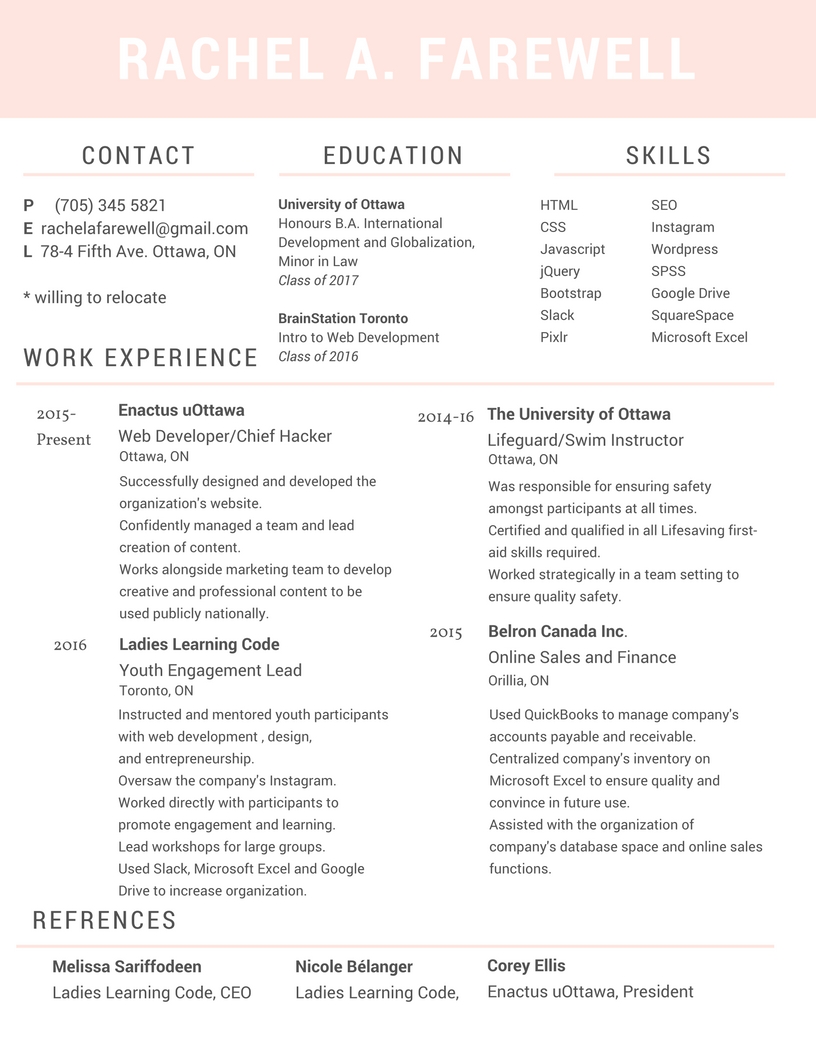 RACHEL A. FAREWELL
CONTACT
P (705) 345 5821
E rachelafarewell@gmail.com
L 78-4 Fifth Ave. Ottawa, ON
* willing to relocate
EDUCATION
University of Ottawa
Honours B.A. International
Development and Globalization,
Minor in Law
Class of 2017
BrainStation Toronto
Intro to Web Development
Class of 2016
SKILLS
HTML
CSS
Javascript
jQuery
Bootstrap
Slack
Pixlr
SEO
Instagram
Wordpress
SPSS
Google Drive
SquareSpace
Microsoft Excel
WORK EXPERIENCE
2015-
Present
Enactus uOttawa
Web Developer/Chief Hacker
Ottawa, ON
Successfully designed and developed the
organization's website.
Confidently managed a team and lead
creation of content.
Works alongside marketing team to develop
creative and professional content to be
used publicly nationally.
2016
Ladies Learning Code
Youth Engagement Lead
Toronto, ON
Instructed and mentored youth participants
with web development , design,
and entrepreneurship.
Oversaw the company's Instagram.
Worked directly with participants to
promote engagement and learning.
Lead workshops for large groups.
Used Slack, Microsoft Excel and Google
Drive to increase organization.
2014-16
The University of Ottawa
Lifeguard/Swim Instructor
Ottawa, ON
Was responsible for ensuring safety
amongst participants at all times.
Certified and qualified in all Lifesaving first-
aid skills required.
Worked strategically in a team setting to
ensure quality safety.
2015
Belron Canada Inc.
Online Sales and Finance
Orillia, ON
Used QuickBooks to manage company's
accounts payable and receivable.
Centralized company's inventory on
Microsoft Excel to ensure quality and
convince in future use.
Assisted with the organization of
company's database space and online sales
functions.
REFRENCES
Melissa Sariffodeen
Ladies Learning Code, CEO
Nicole Bélanger
Ladies Learning Code,
Corey Ellis
Enactus uOttawa, President